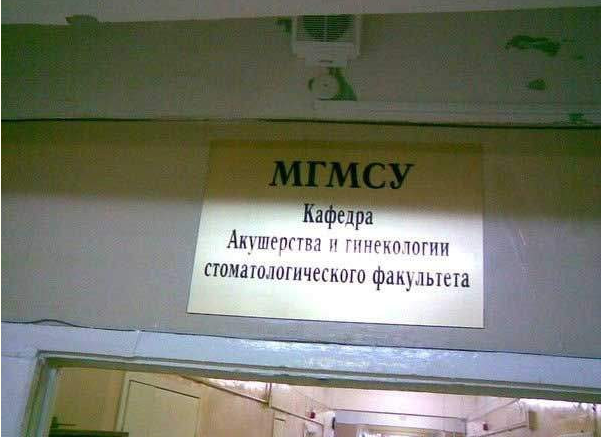 МГМСУ
Кафедра
Акушерства и гинекологии
стоматологического факультета